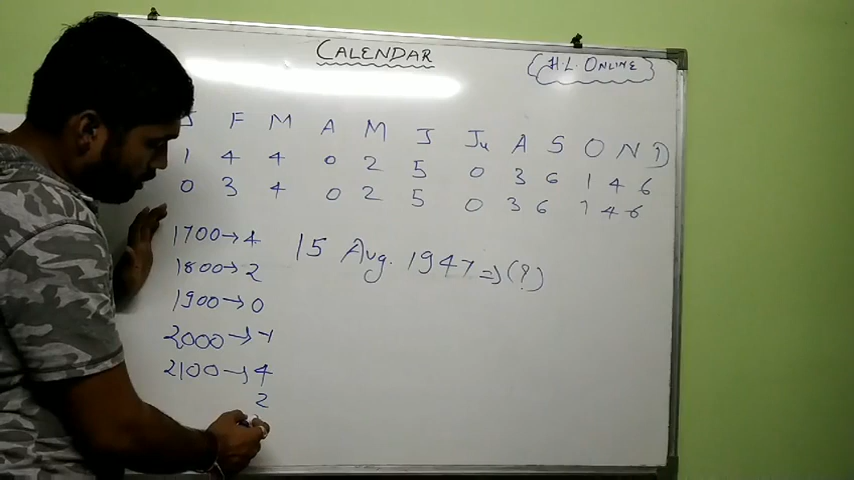 CALENDAR
H.L. ONLINE
J F M A M J Ju A S O N D
1 4 4 0 2 5 0 3 6 1 4 6
0 3 4 0 2 5 0 3 6 1 4 6
1700→4
15 Aug. 1947⇒(?)
1800→2
1900→0
2000→-1
2100→4
2